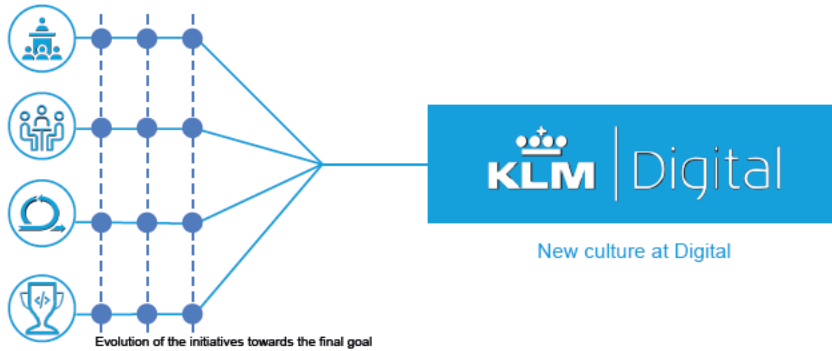 </>
KLM Digital
New culture at Digital
Evolution of the initiatives towards the final goal